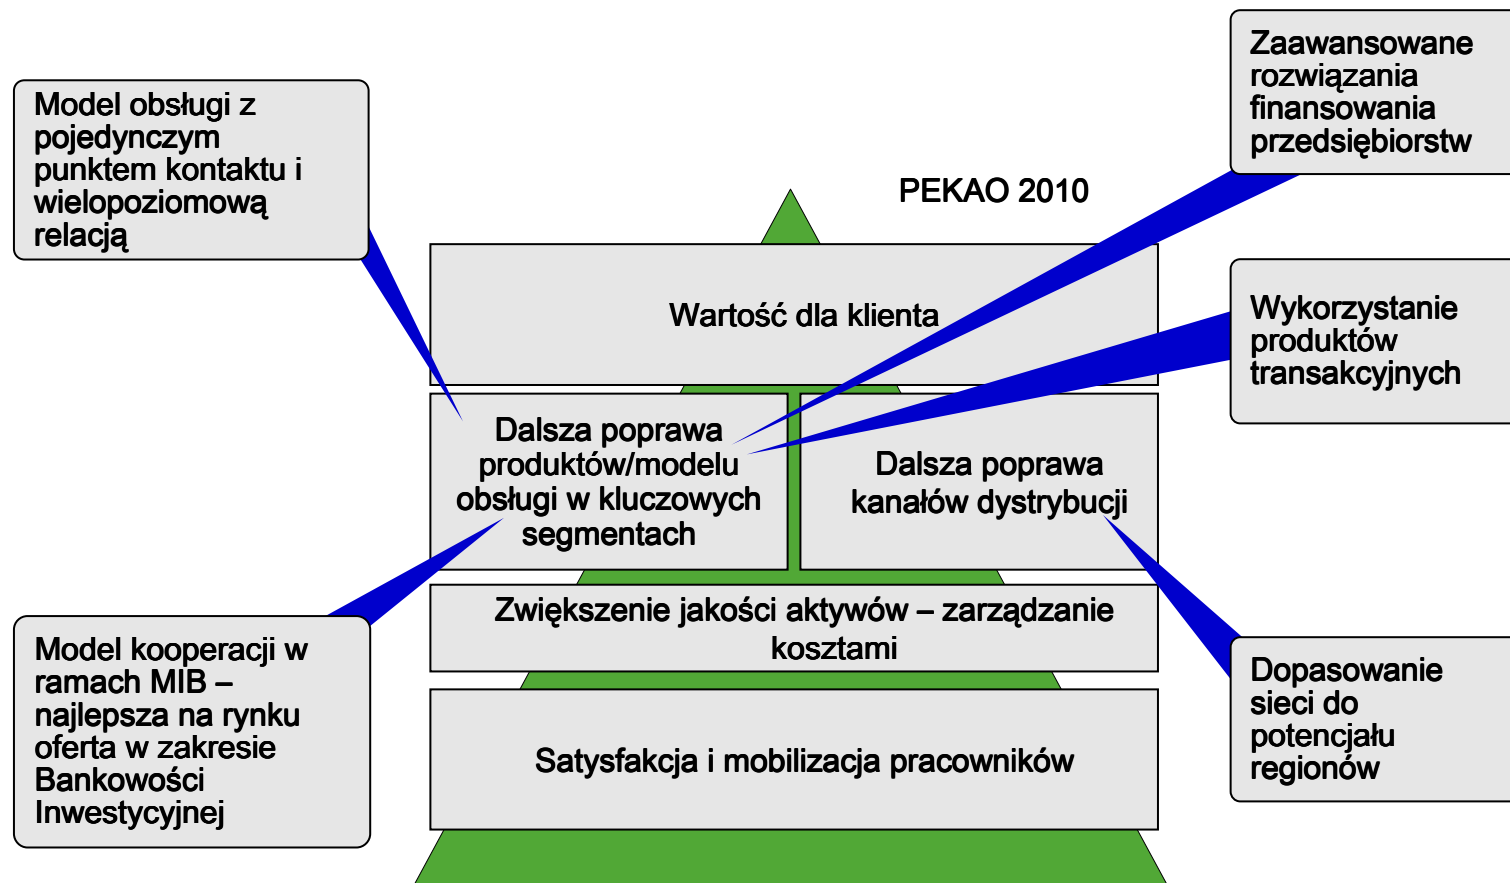 Zaawansowane
rozwiązania
finansowania
przedsiębiorstw
Model obsługi z
pojedynczym
punktem kontaktu i
wielopoziomową
relacją
PEKAO 2010
Wartość dla klienta
Wykorzystanie
produktów
transakcyjnych
Dalsza poprawa
produktów/modelu
obsługi w kluczowych
segmentach
Dalsza poprawa
kanałów dystrybucji
Zwiększenie jakości aktywów – zarządzanie
kosztami
Model kooperacji w
ramach MIB –
najlepsza na rynku
oferta w zakresie
Bankowości
Inwestycyjnej
Dopasowanie
sieci do
potencjału
regionów
Satysfakcja i mobilizacja pracowników